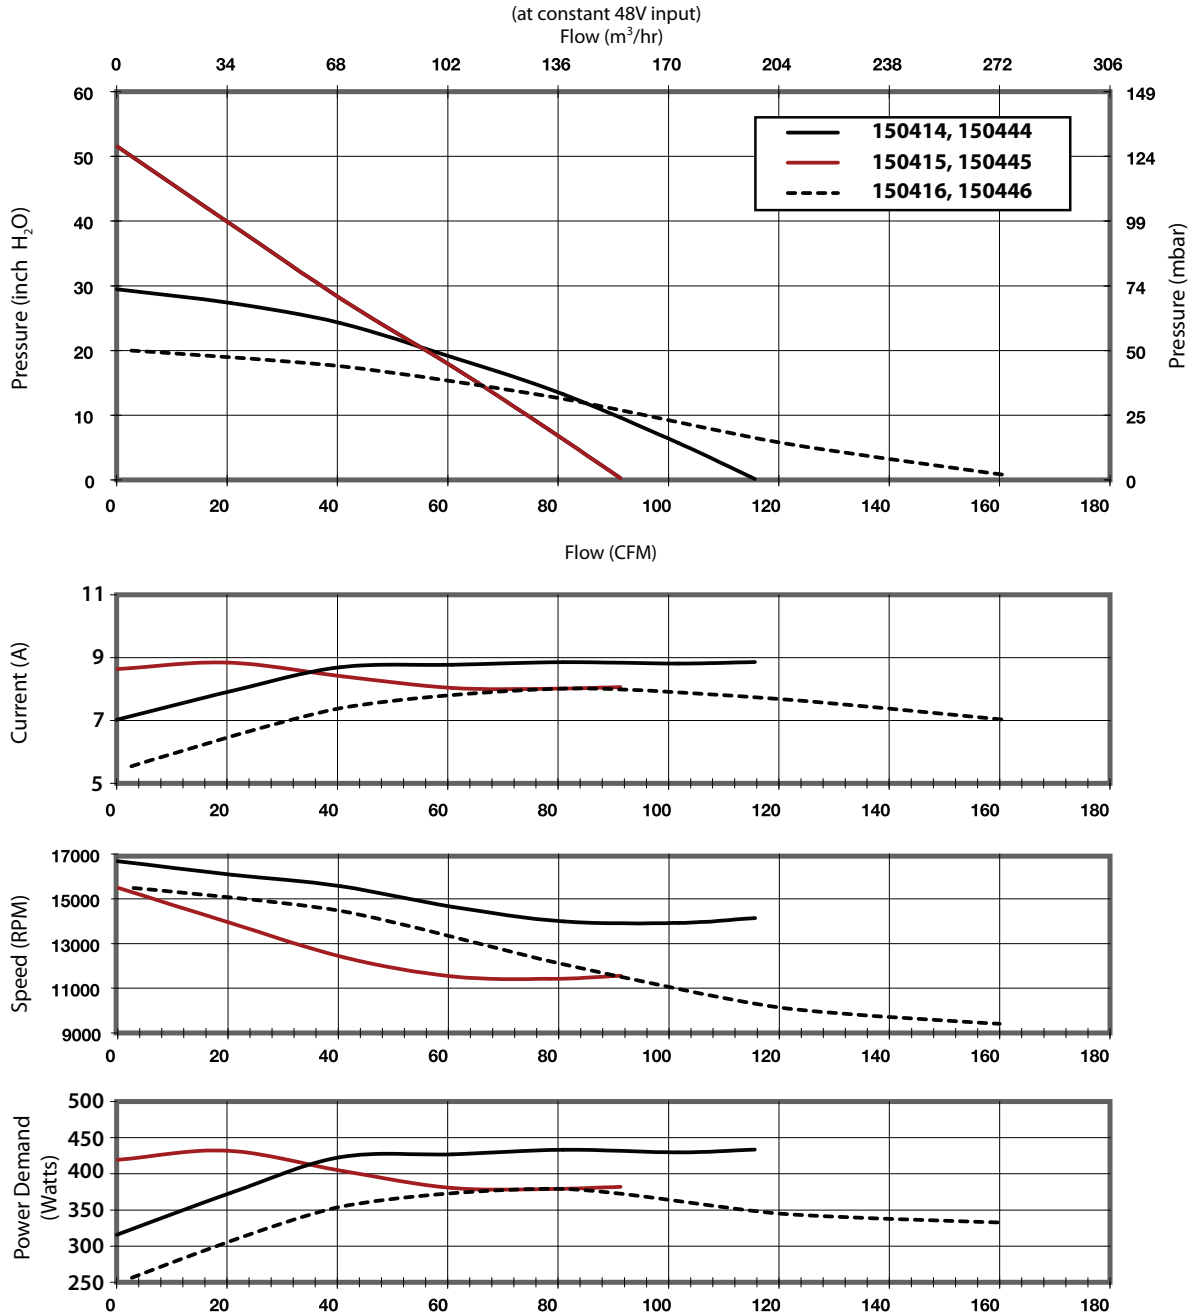 (at constant 48V input)
Flow (m³/hr)
0 34 68 102 136 170 204 238 272 306
60 149
150414, 150444
150415, 150445
150416, 150446
50 124
40 99
30 74
20 50
10 25
0 0
Pressure (inch H₂O)
Pressure (mbar)
0 20 40 60 80 100 120 140 160 180
Flow (CFM)
Current (A)
11
9
7
5
0 20 40 60 80 100 120 140 160 180
Speed (RPM)
17000
15000
13000
11000
9000
0 20 40 60 80 100 120 140 160 180
Power Demand
(Watts)
500
450
400
350
300
250
0 20 40 60 80 100 120 140 160 180